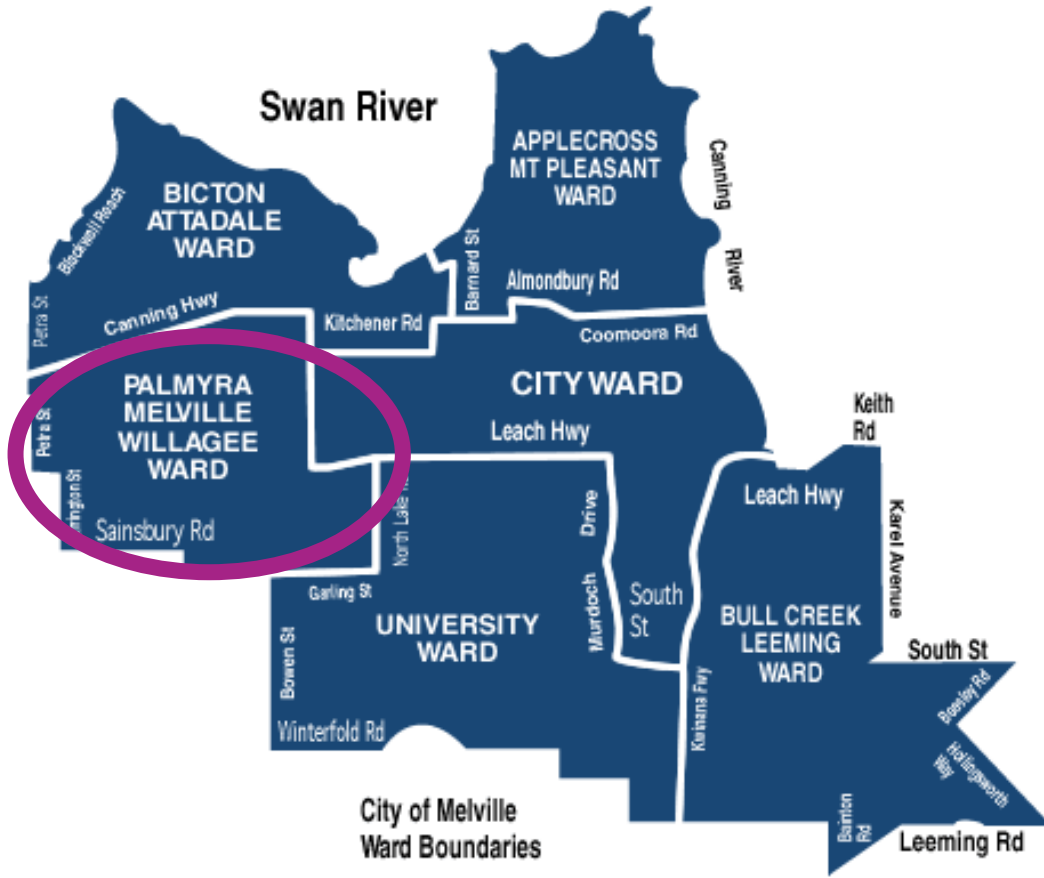 Swan River
APPLECROSS
MT PLEASANT
WARD
Canning
River
BICTON
ATTADALE
WARD
Blackwall Reach
Petra St
Canning Hwy
Kitchener Rd
Barnard St
Almondbury Rd
Coomoora Rd
PALMYRA
MELVILLE
WILLAGEE
WARD
Petra St
Sainsbury Rd
CITY WARD
Leach Hwy
Keith
Rd
Leach Hwy
Karel Avenue
North Lake
Garling St
Bowen St
UNIVERSITY
WARD
Winterfold Rd
Murdoch Drive
South
St
Kwinana Fwy
BULL CREEK
LEEMING
WARD
South St
Beasley Rd
Hollingsworth
Way
Bainton
Rd
Leeming Rd
City of Melville
Ward Boundaries